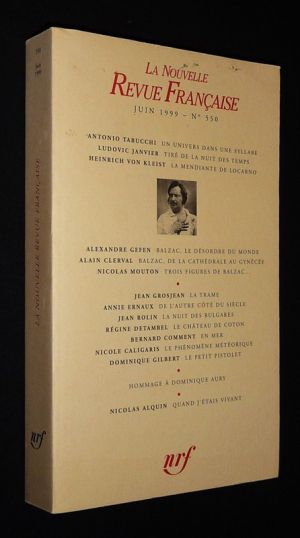 LA NOUVELLE
REVUE FRANÇAISE
JUIN 1999 – N° 550
ANTONIO TABUCCHI UN UNIVERS DANS UNE SYLLABE
LUDOVIC JANVIER TIRÉ DE LA NUIT DES TEMPS
HEINRICH VON KLEIST LA MENDIANTE DE LOCARNO
ALEXANDRE GEFEN BALZAC, LE DÉSORDRE DU MONDE
ALAIN CLERVAL BALZAC, DE LA CATHÉDRALE AU GYNÉCÉE
NICOLAS MOUTON TROIS FIGURES DE BALZAC...
JEAN GROSJEAN LA TRAME
ANNIE ERNAUX DE L'AUTRE CÔTÉ DU SIÈCLE
JEAN ROLIN LA NUIT DES BULGARES
RÉGINE DETAMBEL LE CHÂTEAU DE COTON
BERNARD COMMENT EN MER
NICOLE CALIGARIS LE PHÉNOMÈNE MÉTÉORIQUE
DOMINIQUE GILBERT LE PETIT PISTOLET
HOMMAGE À DOMINIQUE AURY
NICOLAS ALQUIN QUAND J'ÉTAIS VIVANT
nrf
550
Juin
1999
LA NOUVELLE REVUE FRANÇAISE
nrf